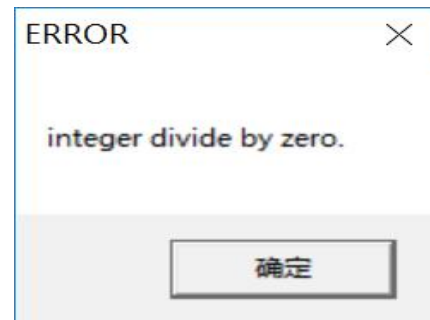 ERROR
integer divide by zero.
确定